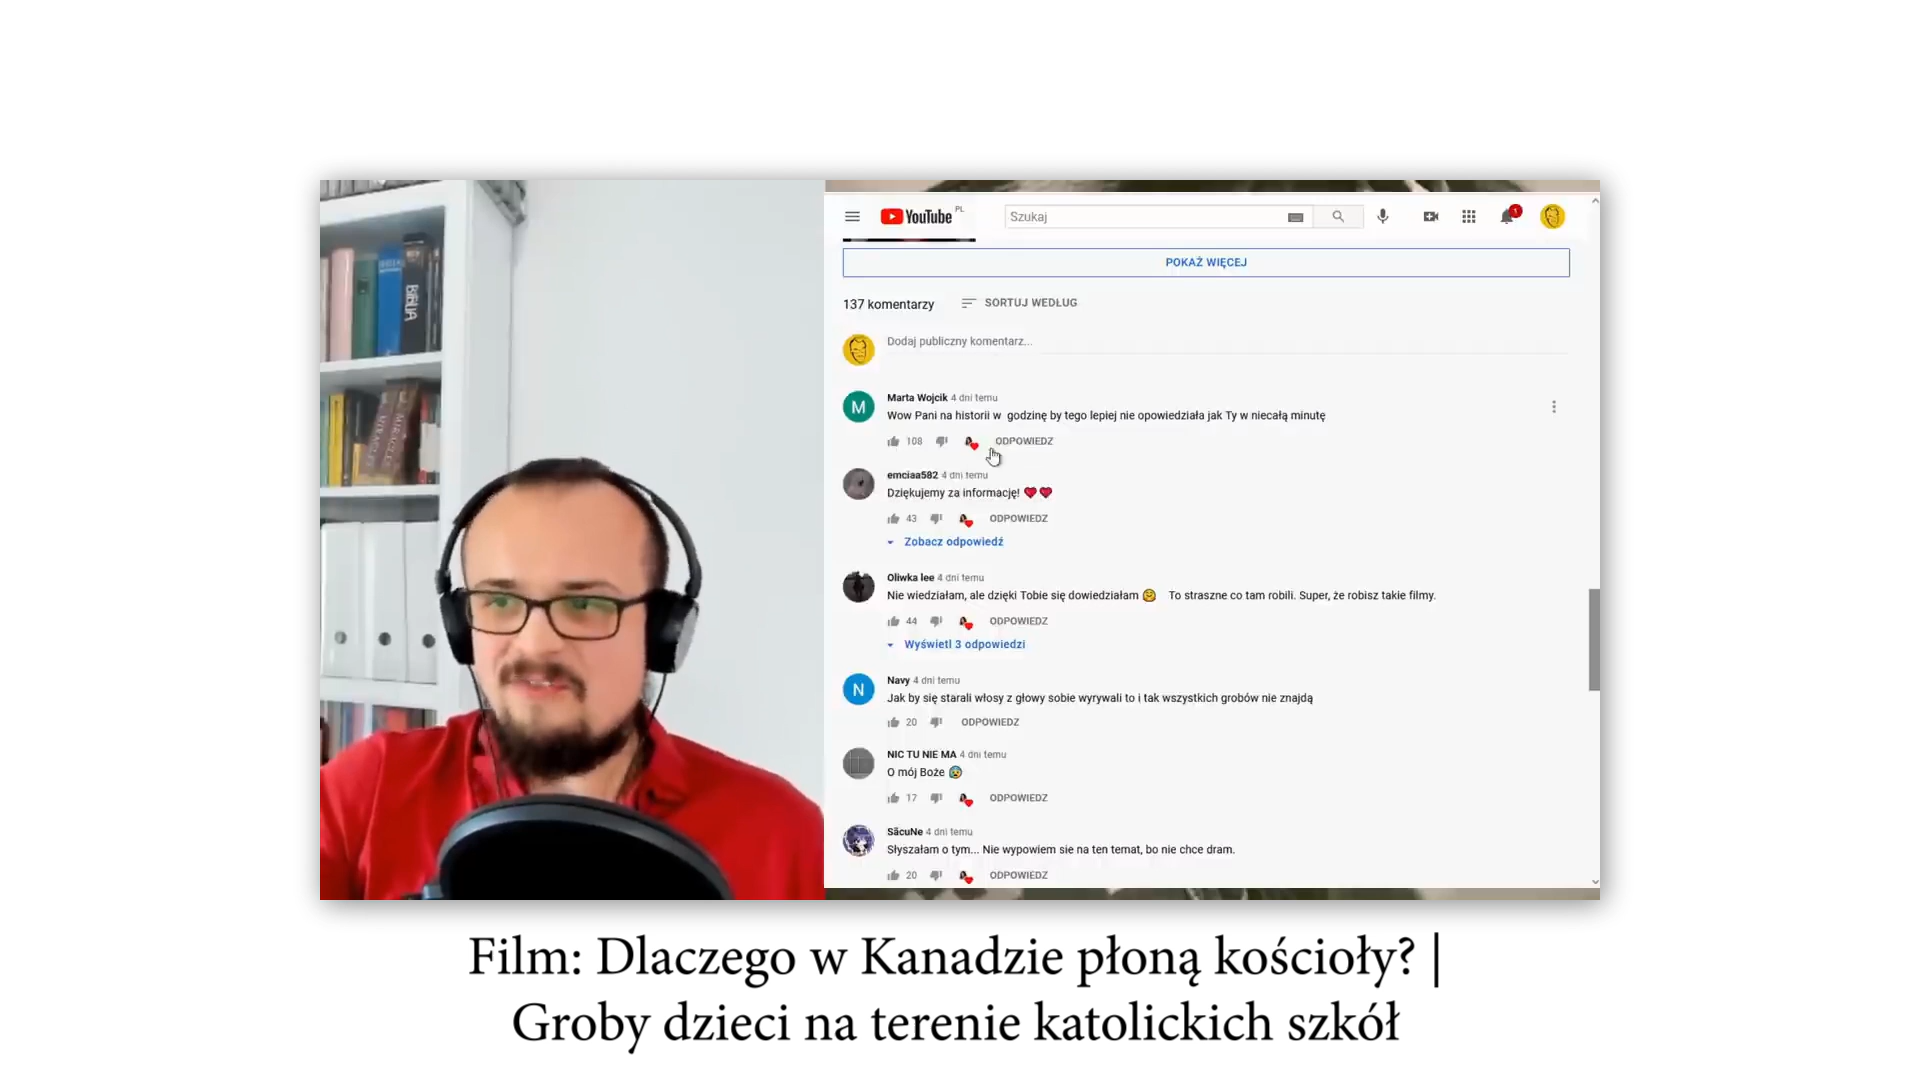 BIBLIA
MIRACLES
MIRACLES
YouTube PL
Szukaj
1
POKAŻ WIĘCEJ
137 komentarzy
SORTUJ WEDŁUG
Dodaj publiczny komentarz...
M
Marta Wojcik 4 dni temu
Wow Pani na historii w godzinę by tego lepiej nie opowiedziała jak Ty w niecałą minutę
108 ODPOWIEDZ
emciaa582 4 dni temu
Dziękujemy za informację! ❤❤
43 ODPOWIEDZ
Zobacz odpowiedź
Oliwka lee 4 dni temu
Nie wiedziałam, ale dzięki Tobie się dowiedziałam To straszne co tam robili. Super, że robisz takie filmy.
44 ODPOWIEDZ
Wyświetl 3 odpowiedzi
N
Navy 4 dni temu
Jak by się starali włosy z głowy sobie wyrywali to i tak wszystkich grobów nie znajdą
20 ODPOWIEDZ
NIC TU NIE MA 4 dni temu
O mój Boże 😰
17 ODPOWIEDZ
SãcuNe 4 dni temu
Słyszałam o tym... Nie wypowiem sie na ten temat, bo nie chce dram.
20 ODPOWIEDZ
Film: Dlaczego w Kanadzie płoną kościoły? |
Groby dzieci na terenie katolickich szkół